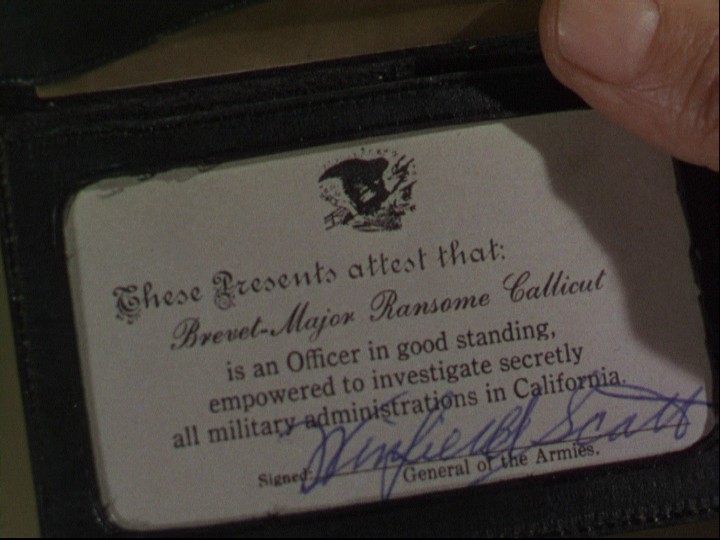 These Presents attest that:
Brevet-Major Ransome Callicut
is an Officer in good standing,
empowered to investigate secretly
all military administrations in California.
Winfield Scott
Signed:
General of the Armies.